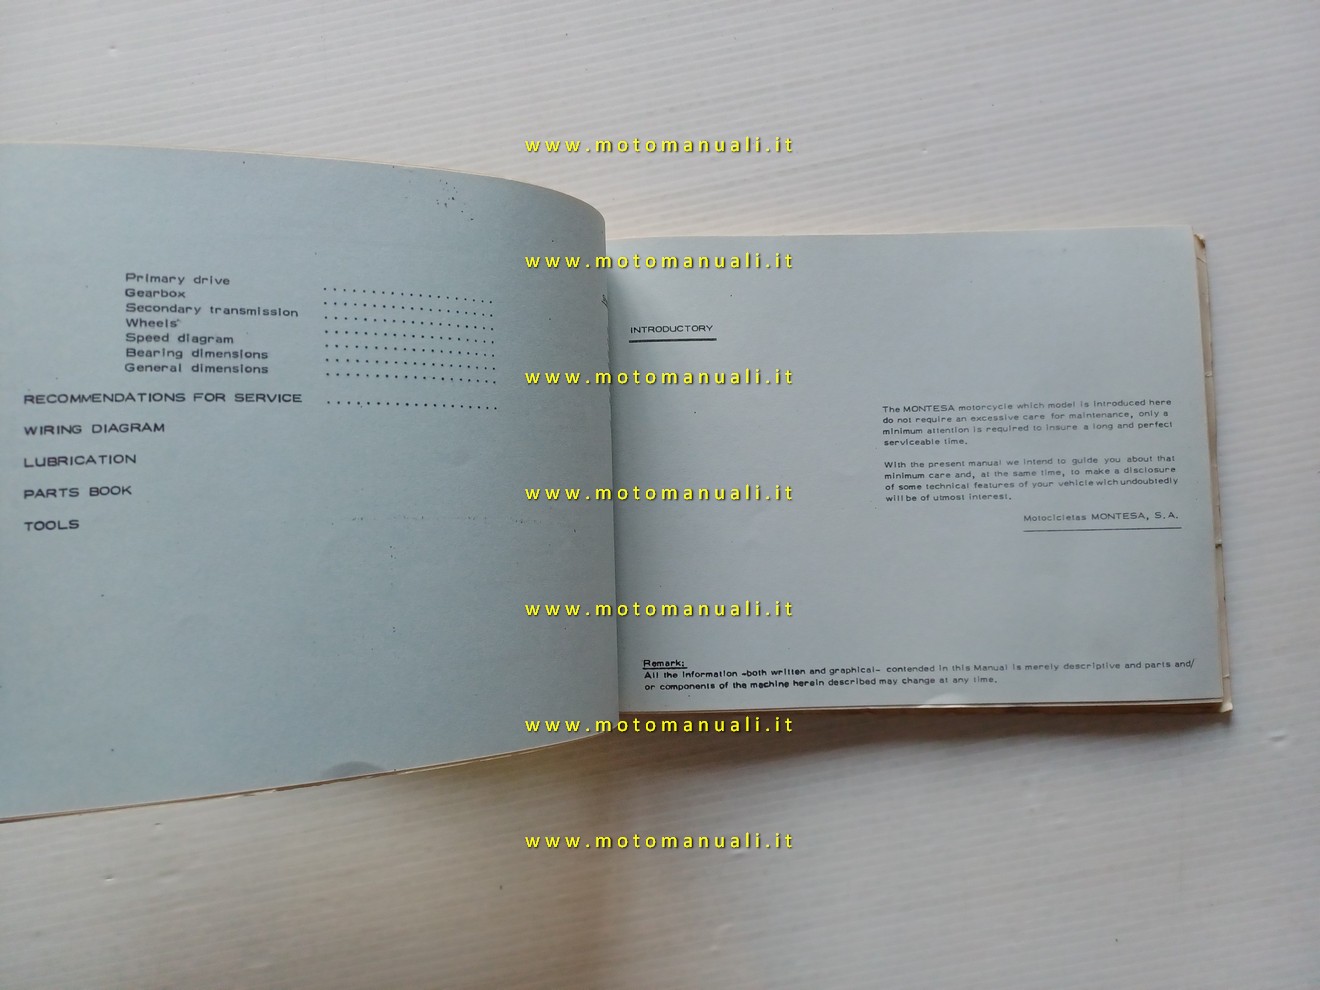 www.motomanuali.it
www.motomanuali.it
www.motomanuali.it
www.motomanuali.it
www.motomanuali.it
www.motomanuali.it
www.motomanuali.it
Primary drive
Gearbox ...............
Secondary transmission ...............
Wheels ...............
Speed diagram ...............
Bearing dimensions ...............
General dimensions ...............
RECOMMENDATIONS FOR SERVICE ...............
WIRING DIAGRAM
LUBRICATION
PARTS BOOK
TOOLS
INTRODUCTORY
The MONTESA motorcycle which model is introduced here
do not require an excessive care for maintenance, only a
minimum attention is required to insure a long and perfect
serviceable time.
With the present manual we intend to guide you about that
minimum care and, at the same time, to make a disclosure
of some technical features of your vehicle wich undoubtedly
will be of utmost interest.
Motocicletas MONTESA, S.A.
Remark:
All the information -both written and graphical- contended in this Manual is merely descriptive and parts and/
or components of the machine herein described may change at any time.